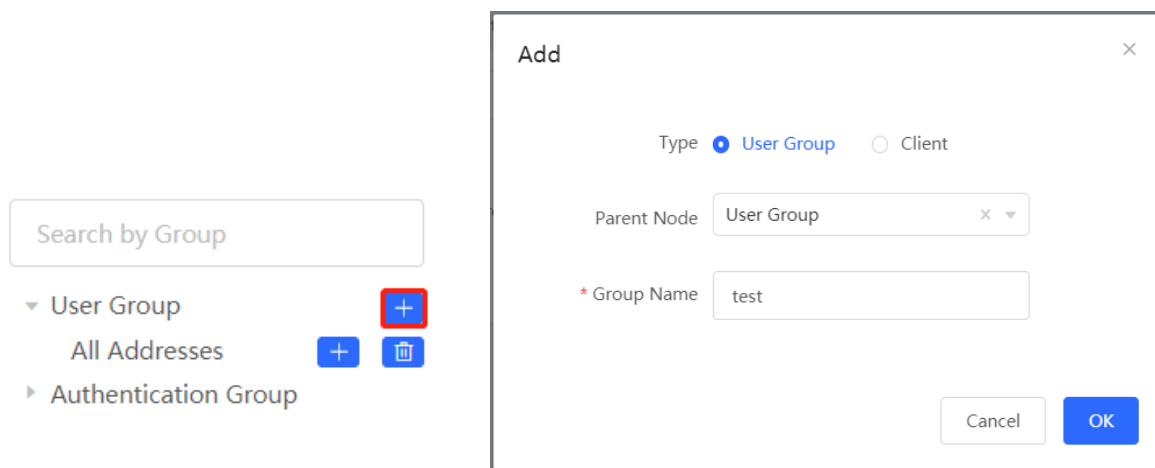 Search by Group
User Group
All Addresses
Authentication Group
Add
Type User Group Client
Parent Node User Group
* Group Name test
Cancel OK